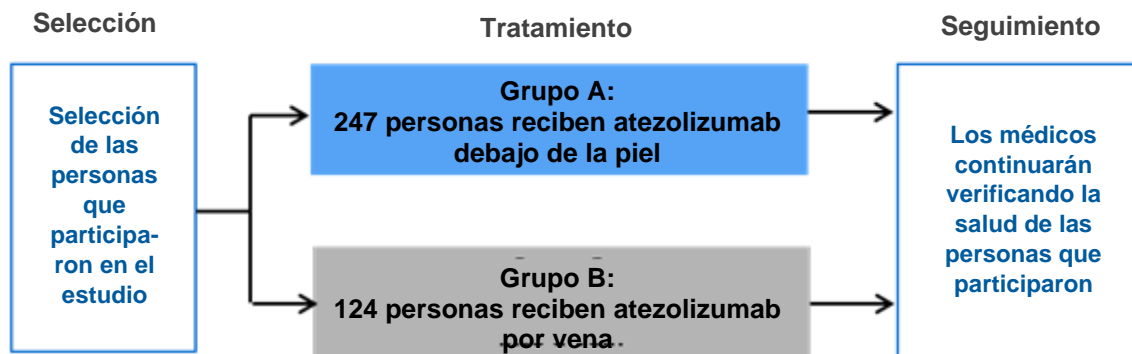 Selección
Tratamiento
Seguimiento
Selección
de las
personas
que
participa-
ron en el
estudio
Grupo A:
247 personas reciben atezolizumab
debajo de la piel
Grupo B:
124 personas reciben atezolizumab
por vena
Los médicos
continuarán
verificando la
salud de las
personas que
participaron